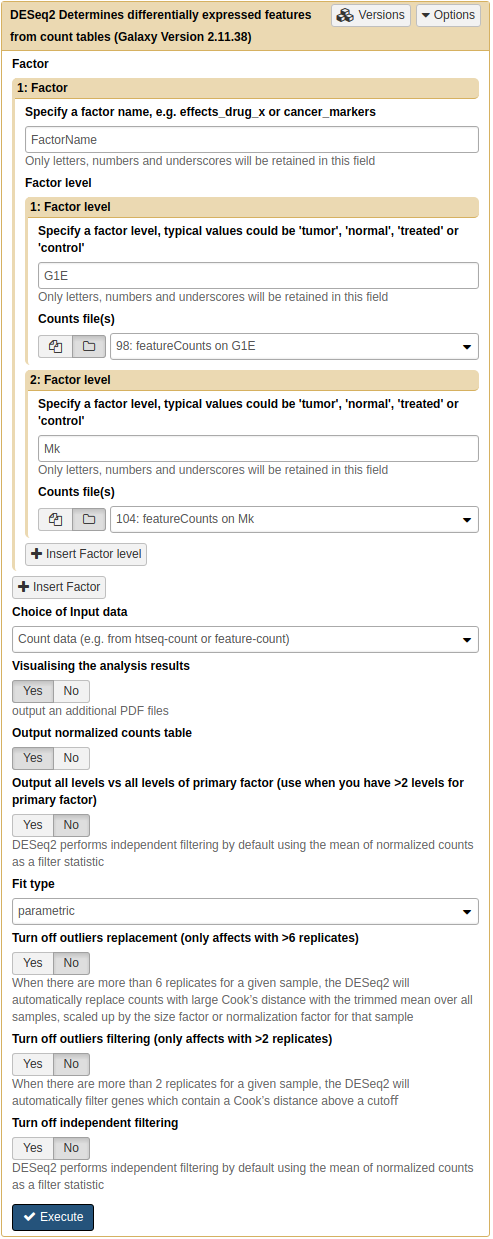 DESeq2 Determines differentially expressed features
Versions
Options
from count tables (Galaxy Version 2.11.38)
Factor
1: Factor
Specify a factor name, e.g. effects_drug_x or cancer_markers
FactorName
Only letters, numbers and underscores will be retained in this field
Factor level
1: Factor level
Specify a factor level, typical values could be 'tumor', 'normal', 'treated' or
'control'
G1E
Only letters, numbers and underscores will be retained in this field
Counts file(s)
98: featureCounts on G1E
2: Factor level
Specify a factor level, typical values could be 'tumor', 'normal', 'treated' or
'control'
Mk
Only letters, numbers and underscores will be retained in this field
Counts file(s)
104: featureCounts on Mk
Insert Factor level
Insert Factor
Choice of Input data
Count data (e.g. from htseq-count or feature-count)
Visualising the analysis results
Yes No
output an additional PDF files
Output normalized counts table
Yes No
Output all levels vs all levels of primary factor (use when you have >2 levels for
primary factor)
Yes No
DESeq2 performs independent filtering by default using the mean of normalized counts
as a filter statistic
Fit type
parametric
Turn off outliers replacement (only affects with >6 replicates)
Yes No
When there are more than 6 replicates for a given sample, the DESeq2 will
automatically replace counts with large Cook's distance with the trimmed mean over all
samples, scaled up by the size factor or normalization factor for that sample
Turn off outliers filtering (only affects with >2 replicates)
Yes No
When there are more than 2 replicates for a given sample, the DESeq2 will
automatically filter genes which contain a Cook's distance above a cutoff
Turn off independent filtering
Yes No
DESeq2 performs independent filtering by default using the mean of normalized counts
as a filter statistic
Execute